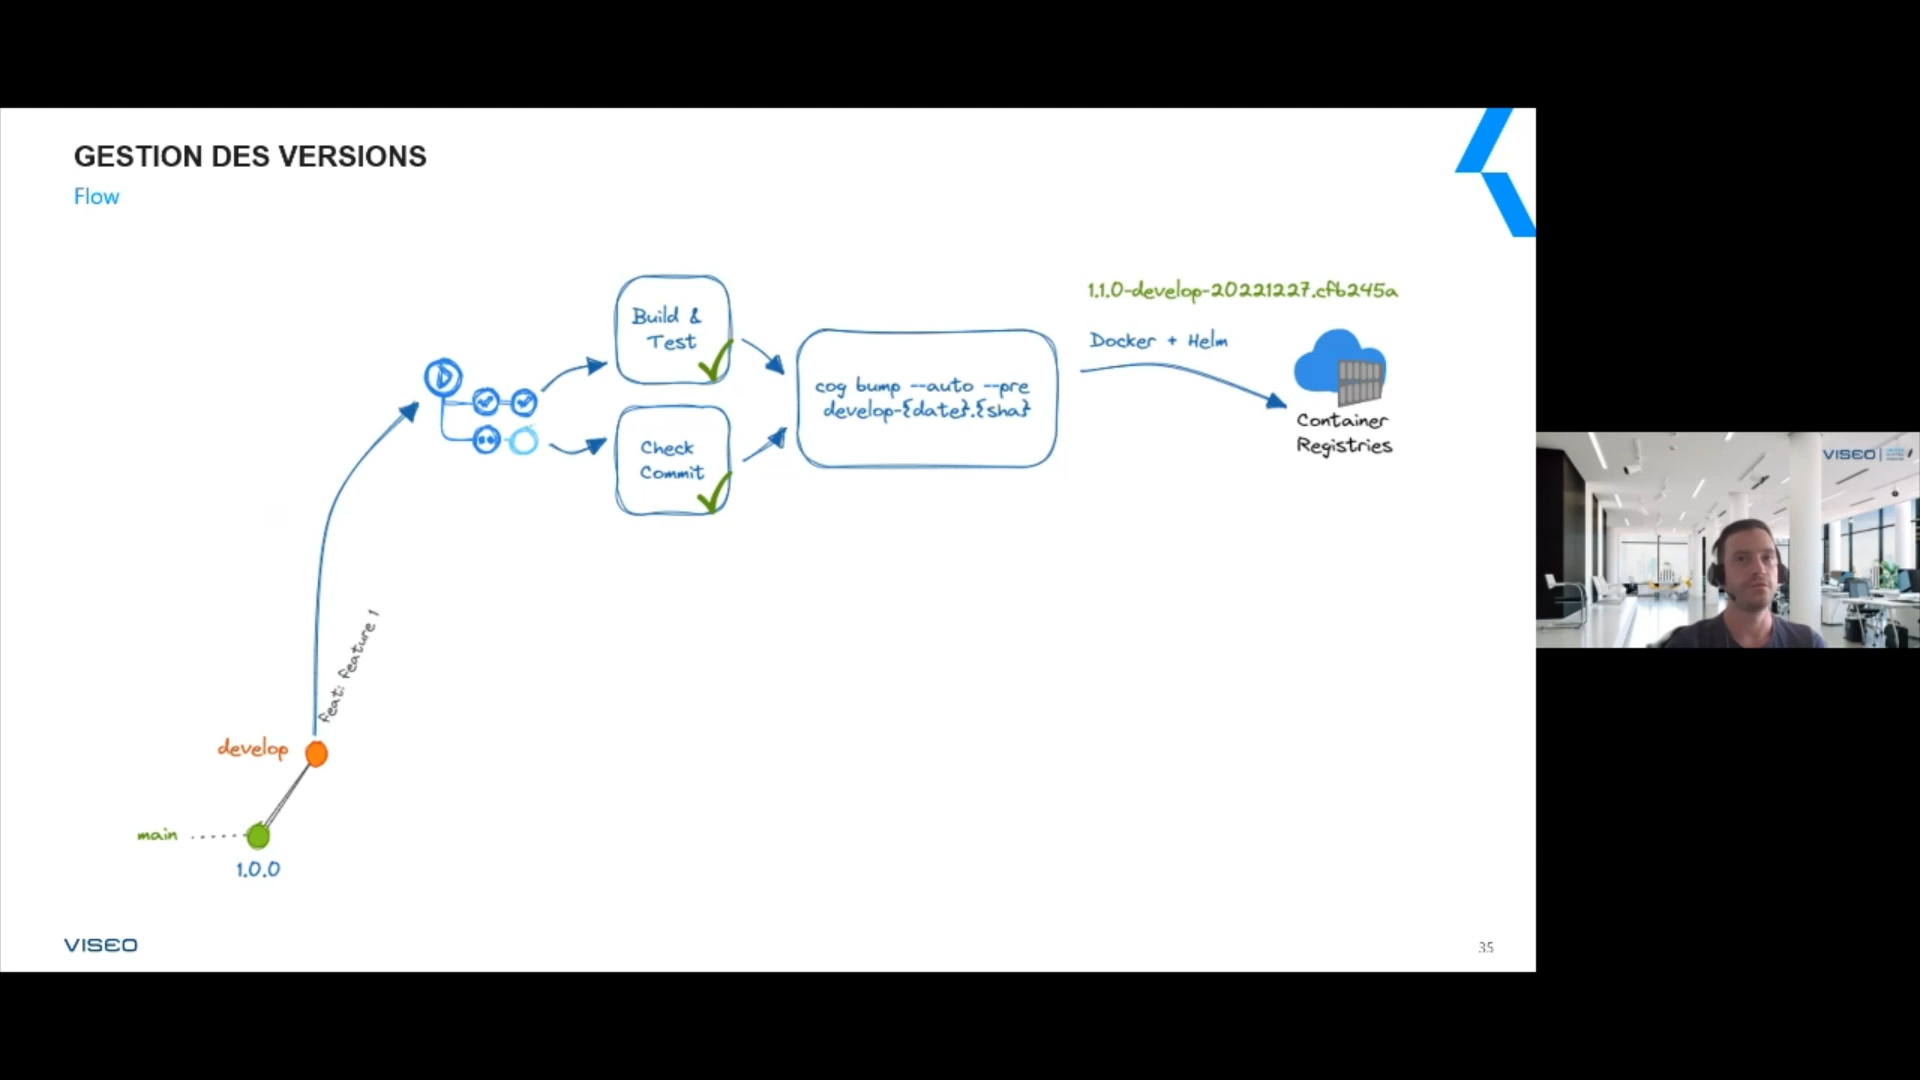 GESTION DES VERSIONS
Flow
1.1.0-develop-20221227.cfb245a
Build &
Test
Docker + Helm
cog bump --auto --pre
develop-{date}.{sha}
Check
Commit
Container
Registries
feat: feature 1
develop
main
1.0.0
VISEO
35
VISEO